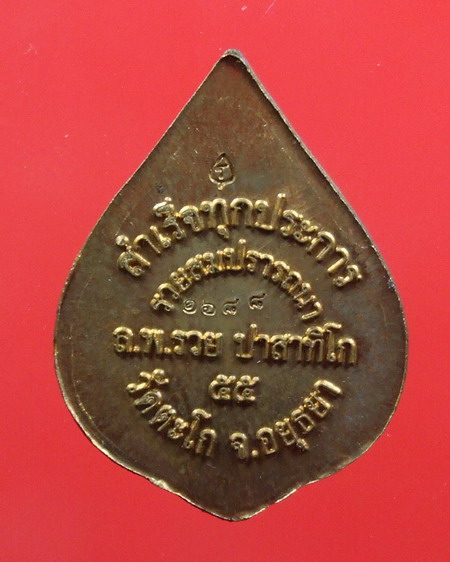 สำเร็จทุกประการ
รวยสมปรารถนา
๒๑๘๘
ล.พ.รวย ปาสาทิโก
๕๕
วัดตะโก จ.อยุธยา